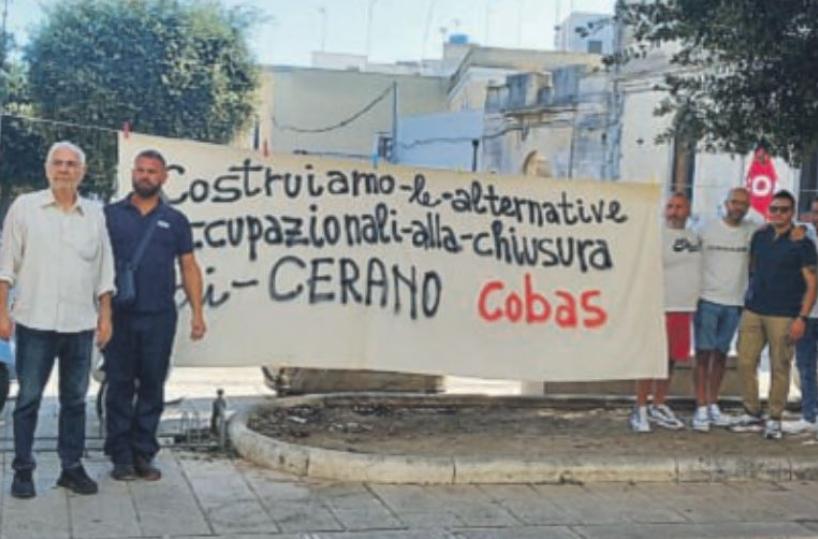 Costruiamo-le-alternative
ccupazionali-alla-chiusura
i-CERANO Cobas